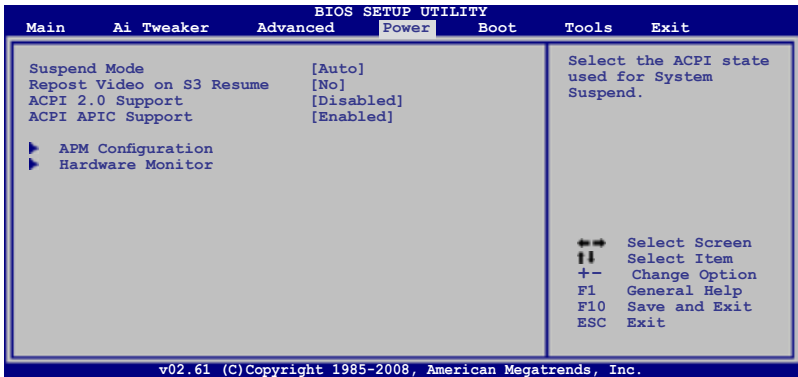 BIOS SETUP UTILITY
Main Ai Tweaker Advanced Power Boot Tools Exit
Suspend Mode [Auto]
Repost Video on S3 Resume [No]
ACPI 2.0 Support [Disabled]
ACPI APIC Support [Enabled]
APM Configuration
Hardware Monitor
Select the ACPI state
used for System
Suspend.
Select Screen
Select Item
+- Change Option
F1 General Help
F10 Save and Exit
ESC Exit
v02.61 (C)Copyright 1985-2008, American Megatrends, Inc.